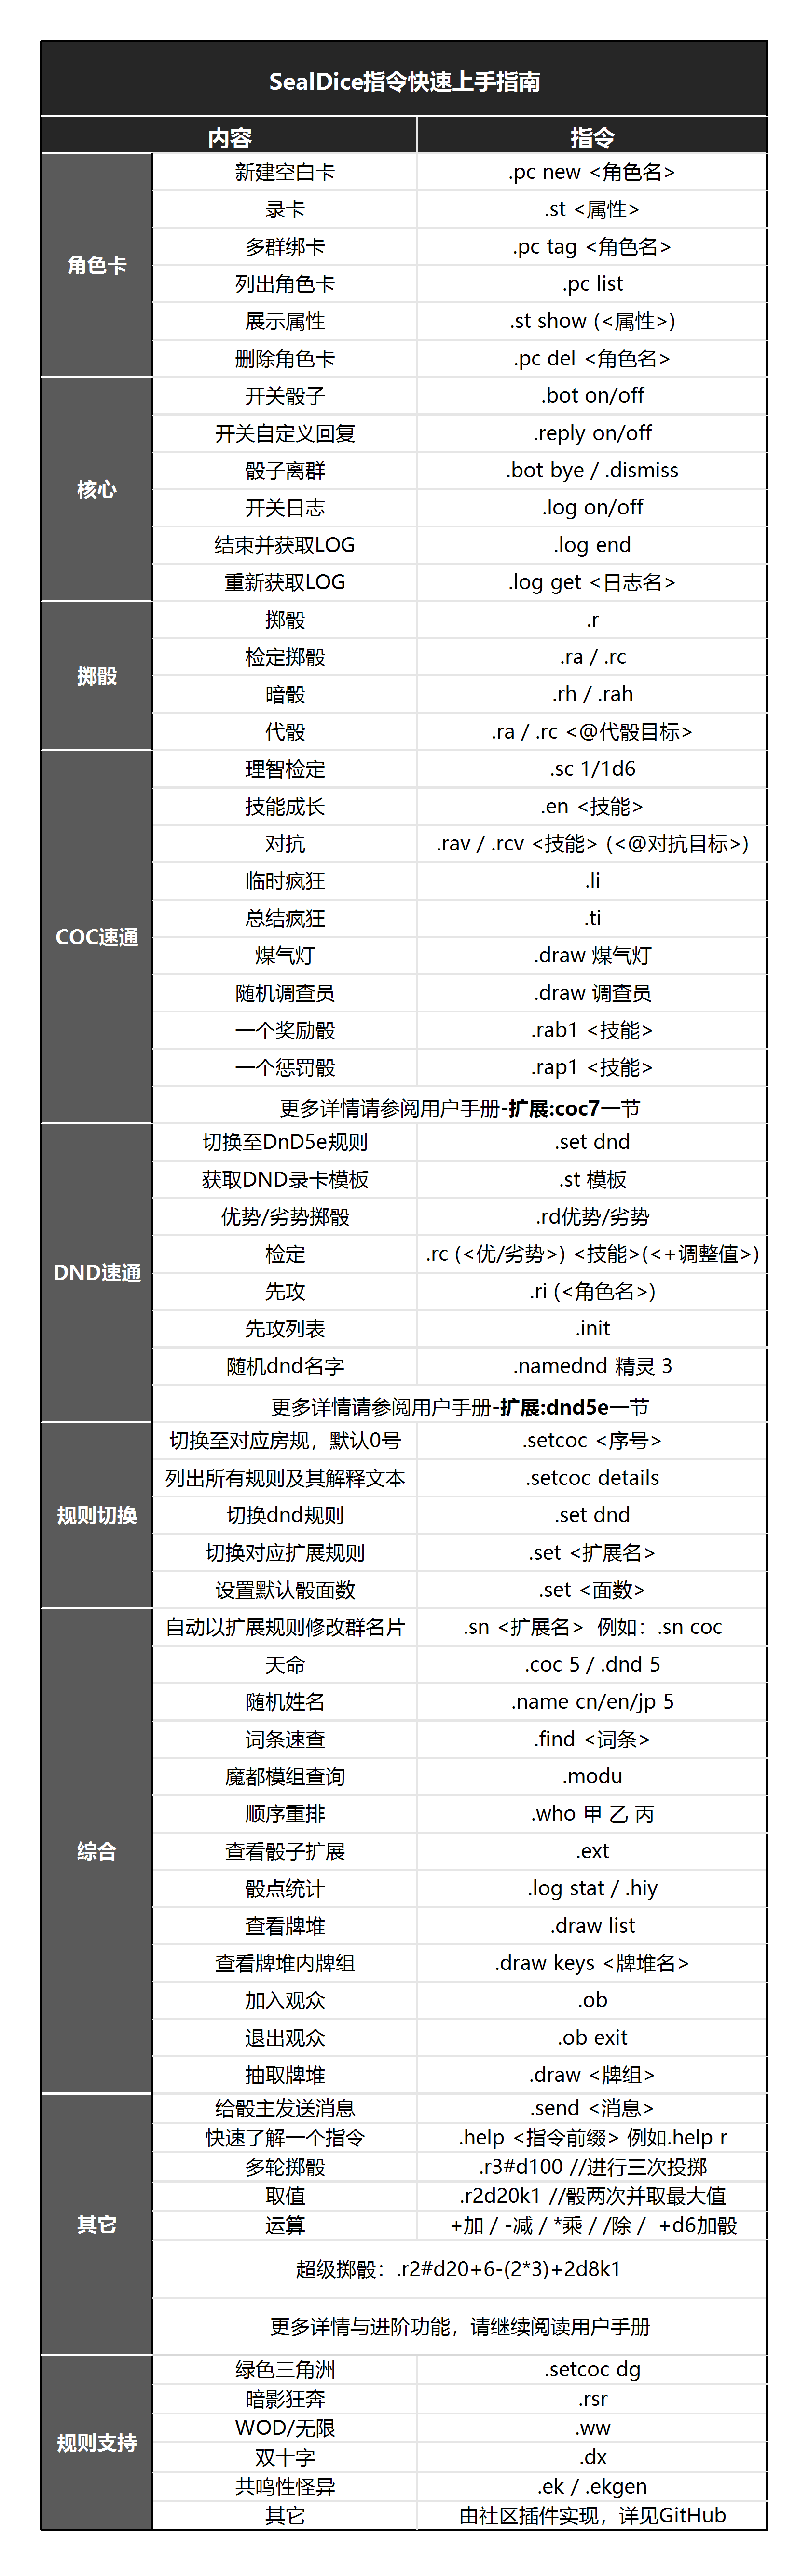 SealDice指令快速上手指南
内容 指令
角色卡
新建空白卡 .pc new <角色名>
录卡 .st <属性>
多群绑卡 .pc tag <角色名>
列出角色卡 .pc list
展示属性 .st show (<属性>)
删除角色卡 .pc del <角色名>
核心
开关骰子 .bot on/off
开关自定义回复 .reply on/off
骰子离群 .bot bye / .dismiss
开关日志 .log on/off
结束并获取LOG .log end
重新获取LOG .log get <日志名>
掷骰
掷骰 .r
检定掷骰 .ra / .rc
暗骰 .rh / .rah
代骰 .ra / .rc <@代骰目标>
COC速通
理智检定 .sc 1/1d6
技能成长 .en <技能>
对抗 .rav / .rcv <技能> (<@对抗目标>)
临时疯狂 .li
总结疯狂 .ti
煤气灯 .draw 煤气灯
随机调查员 .draw 调查员
一个奖励骰 .rab1 <技能>
一个惩罚骰 .rap1 <技能>
更多详情请参阅用户手册-扩展:coc7一节
DND速通
切换至DnD5e规则 .set dnd
获取DND录卡模板 .st 模板
优势/劣势掷骰 .rd优势/劣势
检定 .rc (<优/劣势>) <技能>(<+调整值>)
先攻 .ri (<角色名>)
先攻列表 .init
随机dnd名字 .namednd 精灵 3
更多详情请参阅用户手册-扩展:dnd5e一节
规则切换
切换至对应房规，默认0号 .setcoc <序号>
列出所有规则及其解释文本 .setcoc details
切换dnd规则 .set dnd
切换对应扩展规则 .set <扩展名>
设置默认骰面数 .set <面数>
综合
自动以扩展规则修改群名片 .sn <扩展名> 例如：.sn coc
天命 .coc 5 / .dnd 5
随机姓名 .name cn/en/jp 5
词条速查 .find <词条>
魔都模组查询 .modu
顺序重排 .who 甲 乙 丙
查看骰子扩展 .ext
骰点统计 .log stat / .hiy
查看牌堆 .draw list
查看牌堆内牌组 .draw keys <牌堆名>
加入观众 .ob
退出观众 .ob exit
抽取牌堆 .draw <牌组>
其它
给骰主发送消息 .send <消息>
快速了解一个指令 .help <指令前缀> 例如.help r
多轮掷骰 .r3#d100 //进行三次投掷
取值 .r2d20k1 //骰两次并取最大值
运算 +加 / -减 / *乘 / /除 / +d6加骰
超级掷骰：.r2#d20+6-(2*3)+2d8k1
更多详情与进阶功能，请继续阅读用户手册
规则支持
绿色三角洲 .setcoc dg
暗影狂奔 .rsr
WOD/无限 .ww
双十字 .dx
共鸣性怪异 .ek / .ekgen
其它 由社区插件实现，详见GitHub